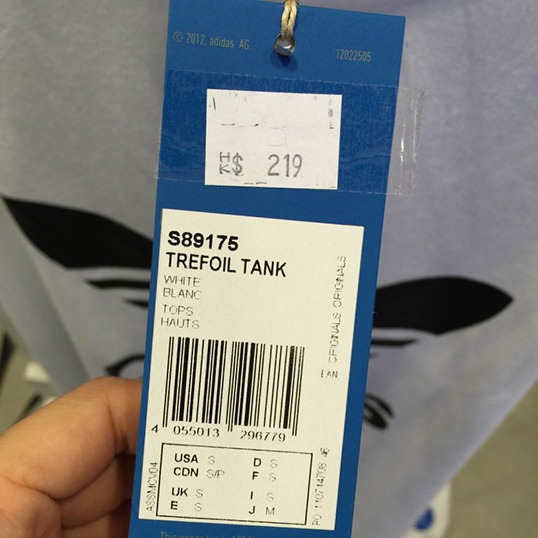 © 2012, adidas AG
12022505
HK$ 219
S89175
TREFOIL TANK
WHITE
BLANC
TOPS
HAUTS
ORIGINALS ORIGINALS
EAN
4 055013 296779
USA S D S
CDN S/P F S
UK S I S
E S J M